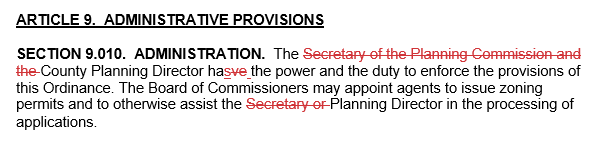 ARTICLE 9.  ADMINISTRATIVE PROVISIONS
SECTION 9.010.  ADMINISTRATION.  The Secretary of the Planning Commission and
the County Planning Director hasve the power and the duty to enforce the provisions of
this Ordinance. The Board of Commissioners may appoint agents to issue zoning
permits and to otherwise assist the Secretary or Planning Director in the processing of
applications.